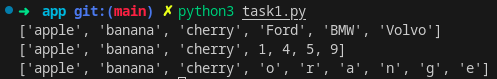 ➜ app git:(main) ✗ python3 task1.py
['apple', 'banana', 'cherry', 'Ford', 'BMW', 'Volvo']
['apple', 'banana', 'cherry', 1, 4, 5, 9]
['apple', 'banana', 'cherry', 'o', 'r', 'a', 'n', 'g', 'e']